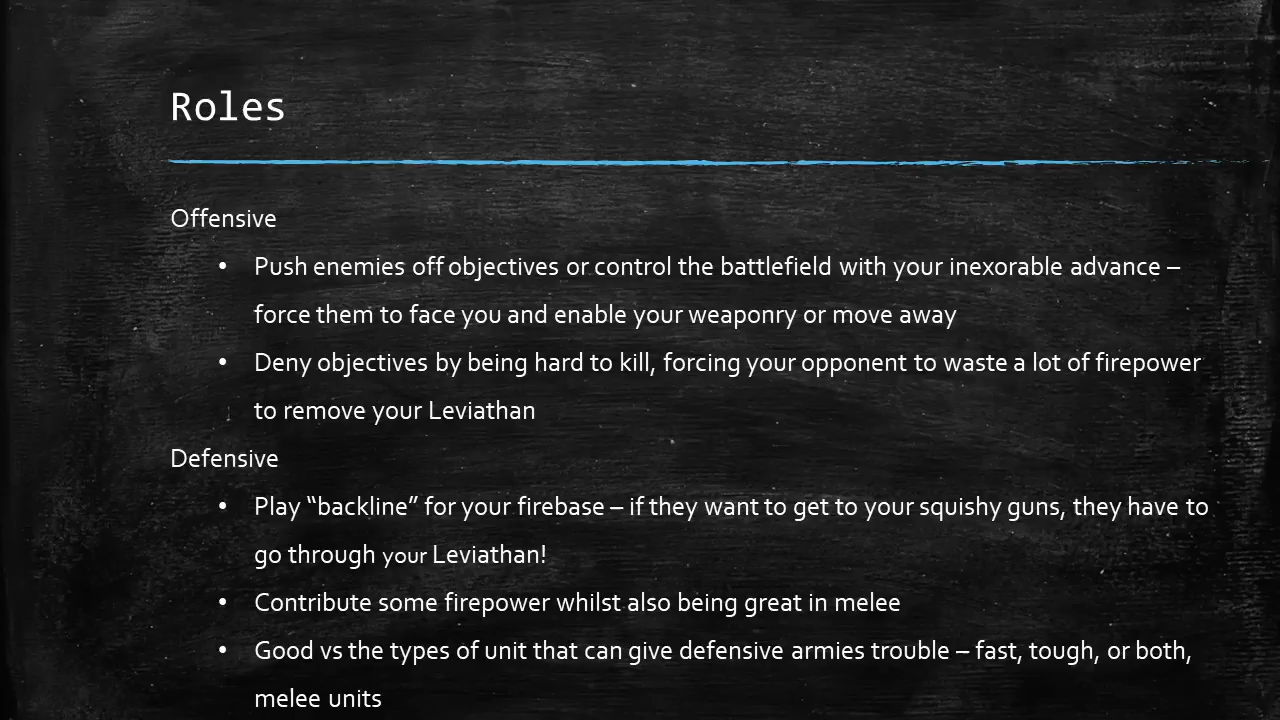 Roles
Offensive
• Push enemies off objectives or control the battlefield with your inexorable advance –
force them to face you and enable your weaponry or move away
• Deny objectives by being hard to kill, forcing your opponent to waste a lot of firepower
to remove your Leviathan
Defensive
• Play “backline” for your firebase – if they want to get to your squishy guns, they have to
go through your Leviathan!
• Contribute some firepower whilst also being great in melee
• Good vs the types of unit that can give defensive armies trouble – fast, tough, or both,
melee units